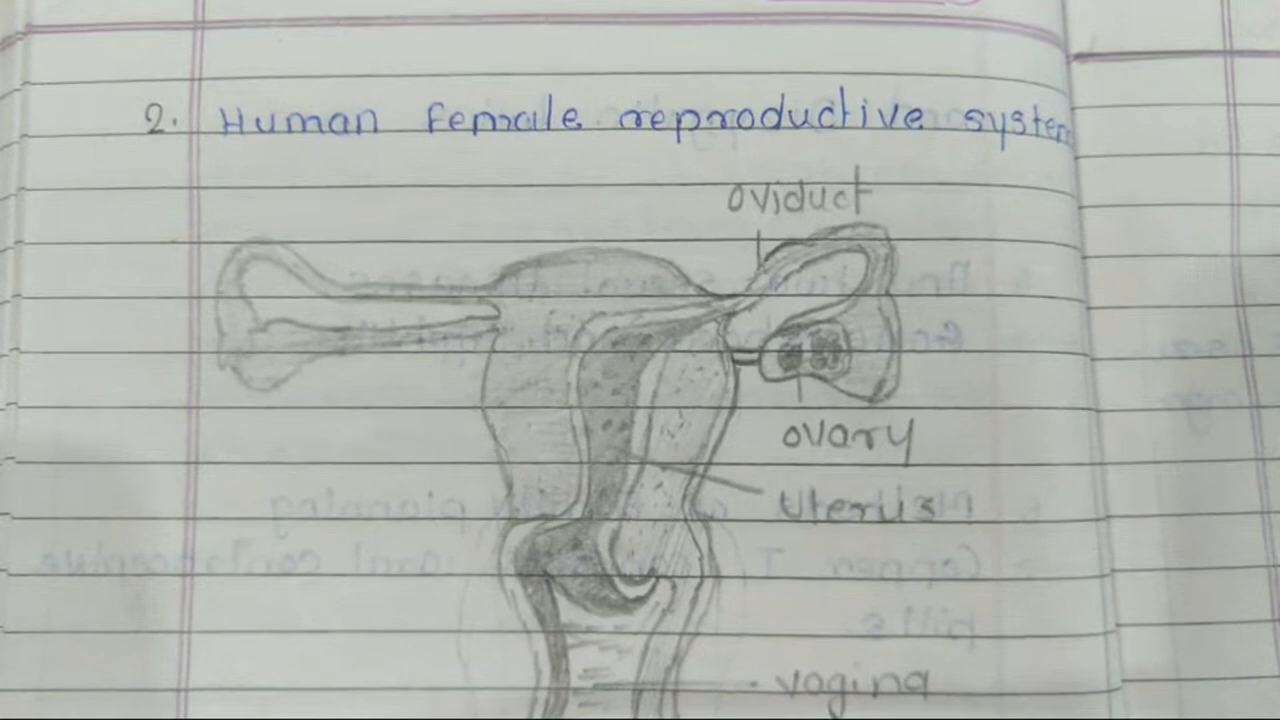 2. Human female reproductive system
oviduct
ovary
uterus
vagina